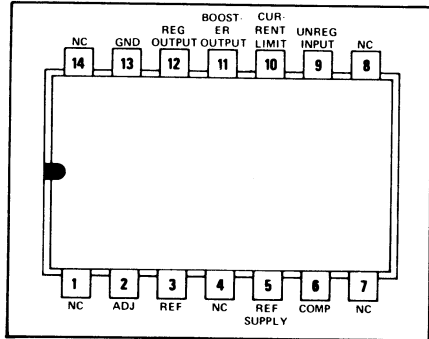 BOOST-
ER
OUTPUT
CUR-
RENT
LIMIT
REG
OUTPUT
UNREG
INPUT
NC
GND
NC
14
13
12
11
10
9
8
1
2
3
4
5
6
7
NC
ADJ
REF
NC
REF
SUPPLY
COMP
NC